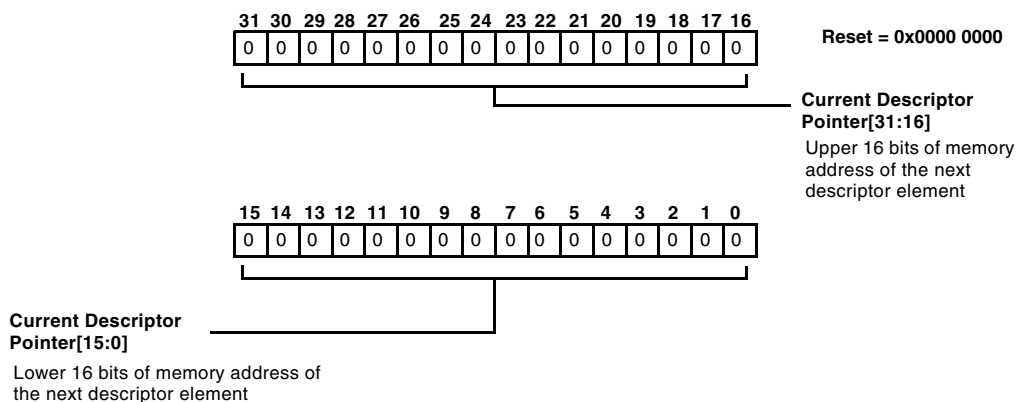 31 30 29 28 27 26 25 24 23 22 21 20 19 18 17 16
0 0 0 0 0 0 0 0 0 0 0 0 0 0 0 0
Reset = 0x0000 0000
Current Descriptor
Pointer[31:16]
Upper 16 bits of memory
address of the next
descriptor element
15 14 13 12 11 10 9 8 7 6 5 4 3 2 1 0
0 0 0 0 0 0 0 0 0 0 0 0 0 0 0 0
Current Descriptor
Pointer[15:0]
Lower 16 bits of memory address of
the next descriptor element